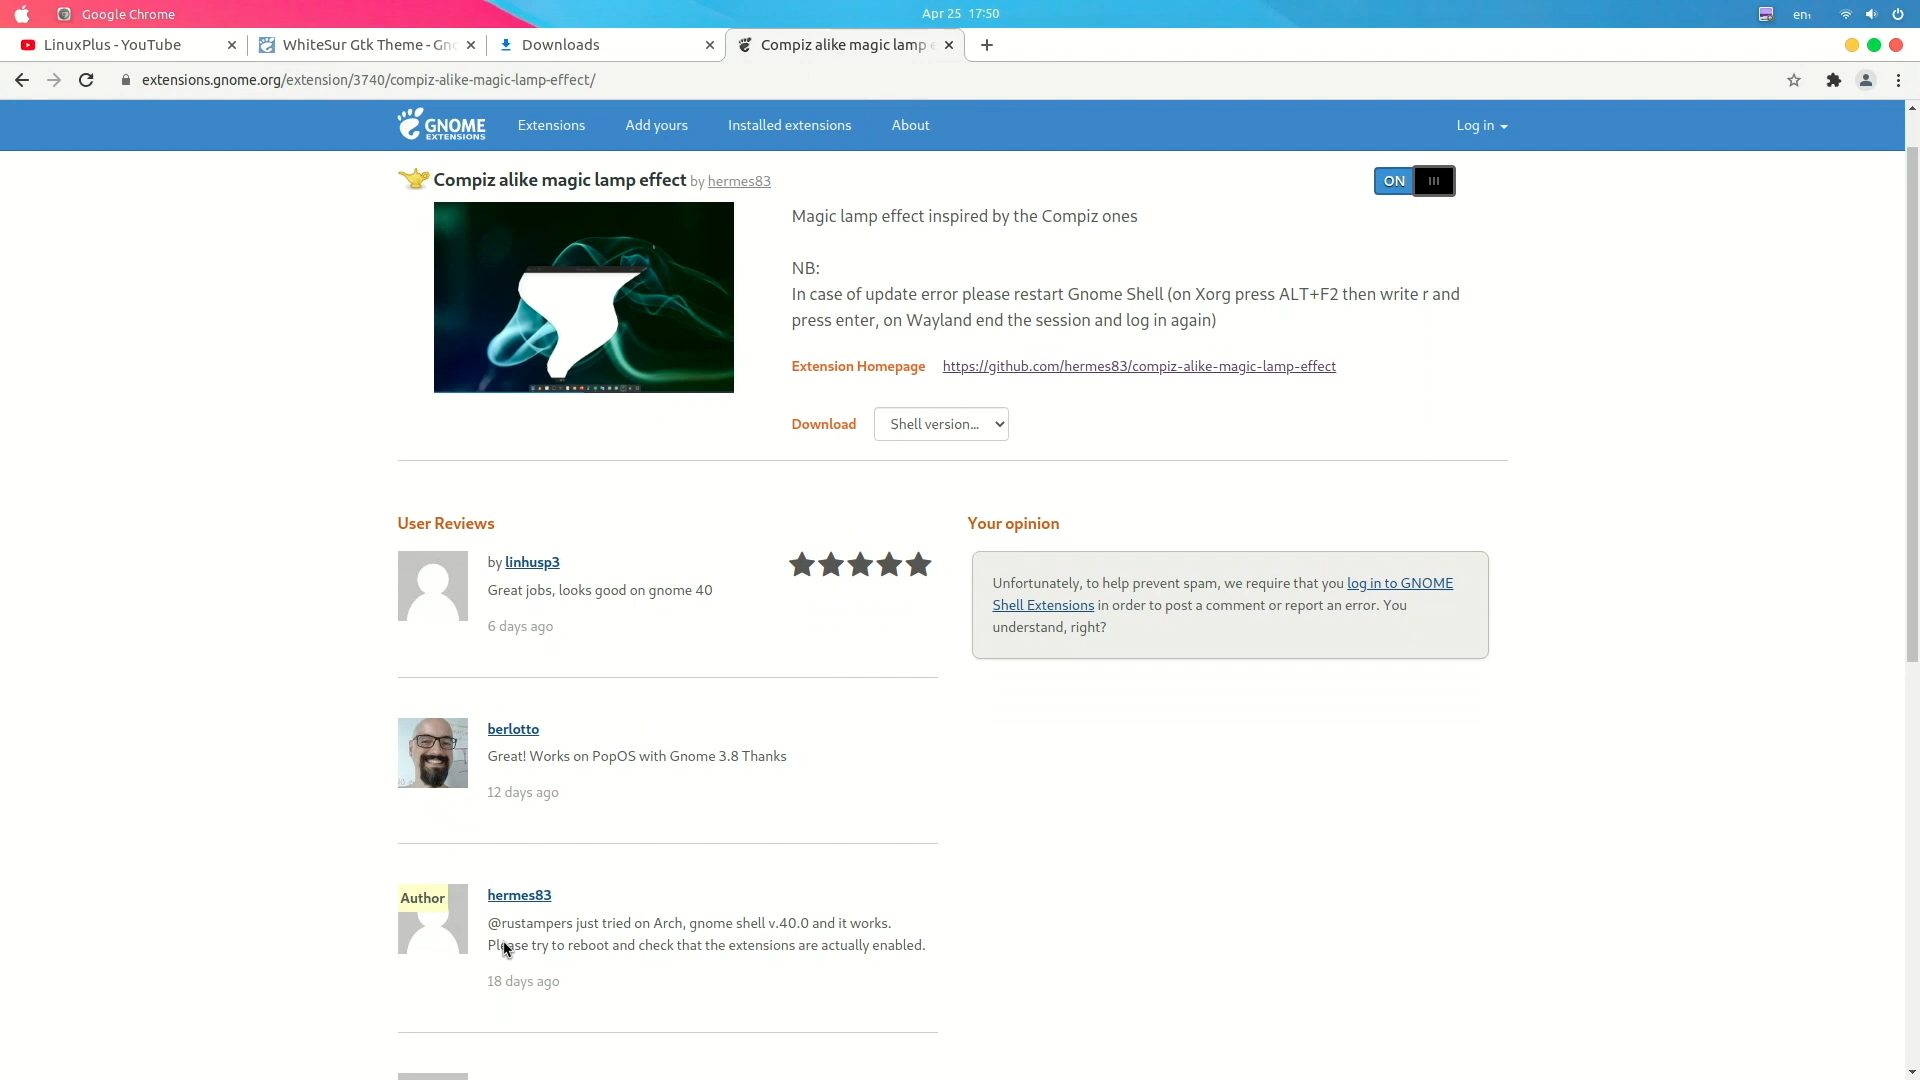 Google Chrome
Apr 25 17:50
en₁
LinuxPlus - YouTube
WhiteSur Gtk Theme - Gn
Downloads
Compiz alike magic lamp e
extensions.gnome.org/extension/3740/compiz-alike-magic-lamp-effect/
GNOME
EXTENSIONS
Extensions
Add yours
Installed extensions
About
Log in
Compiz alike magic lamp effect by hermes83
ON
Magic lamp effect inspired by the Compiz ones
NB:
In case of update error please restart Gnome Shell (on Xorg press ALT+F2 then write r and
press enter, on Wayland end the session and log in again)
Extension Homepage https://github.com/hermes83/compiz-alike-magic-lamp-effect
Download Shell version...
User Reviews
by linhusp3
Great jobs, looks good on gnome 40
6 days ago
berlotto
Great! Works on PopOS with Gnome 3.8 Thanks
12 days ago
Author
hermes83
@rustampers just tried on Arch, gnome shell v.40.0 and it works.
Please try to reboot and check that the extensions are actually enabled.
18 days ago
Your opinion
Unfortunately, to help prevent spam, we require that you log in to GNOME
Shell Extensions in order to post a comment or report an error. You
understand, right?